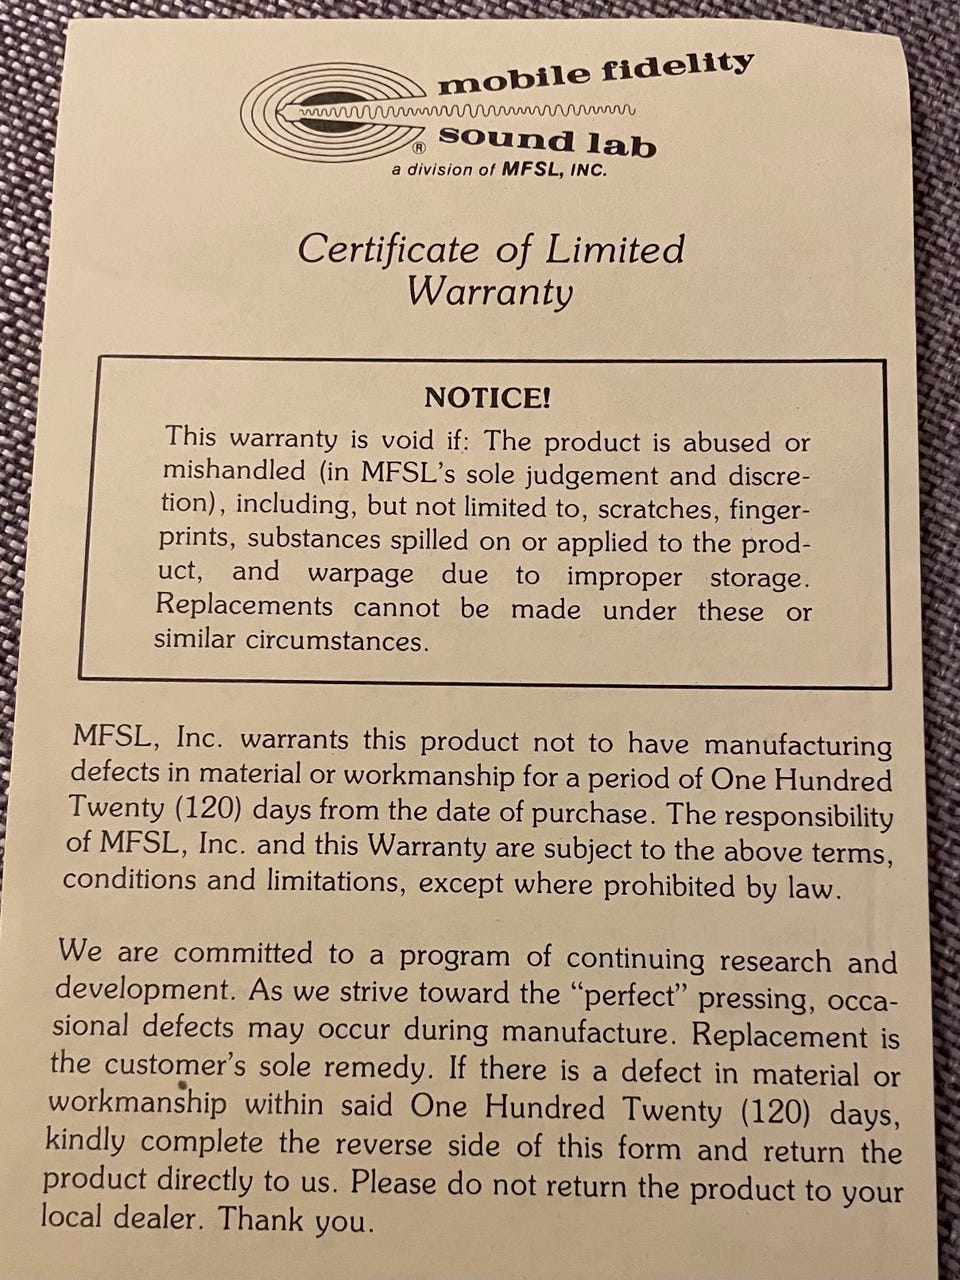 mobile fidelity
sound lab
®
a division of MFSL, INC.
Certificate of Limited
Warranty
NOTICE!
This warranty is void if: The product is abused or
mishandled (in MFSL's sole judgement and discre-
tion), including, but not limited to, scratches, finger-
prints, substances spilled on or applied to the prod-
uct, and warpage due to improper storage.
Replacements cannot be made under these or
similar circumstances.
MFSL, Inc. warrants this product not to have manufacturing
defects in material or workmanship for a period of One Hundred
Twenty (120) days from the date of purchase. The responsibility
of MFSL, Inc. and this Warranty are subject to the above terms,
conditions and limitations, except where prohibited by law.
We are committed to a program of continuing research and
development. As we strive toward the “perfect” pressing, occa-
sional defects may occur during manufacture. Replacement is
the customer's sole remedy. If there is a defect in material or
workmanship within said One Hundred Twenty (120) days,
kindly complete the reverse side of this form and return the
product directly to us. Please do not return the product to your
local dealer. Thank you.